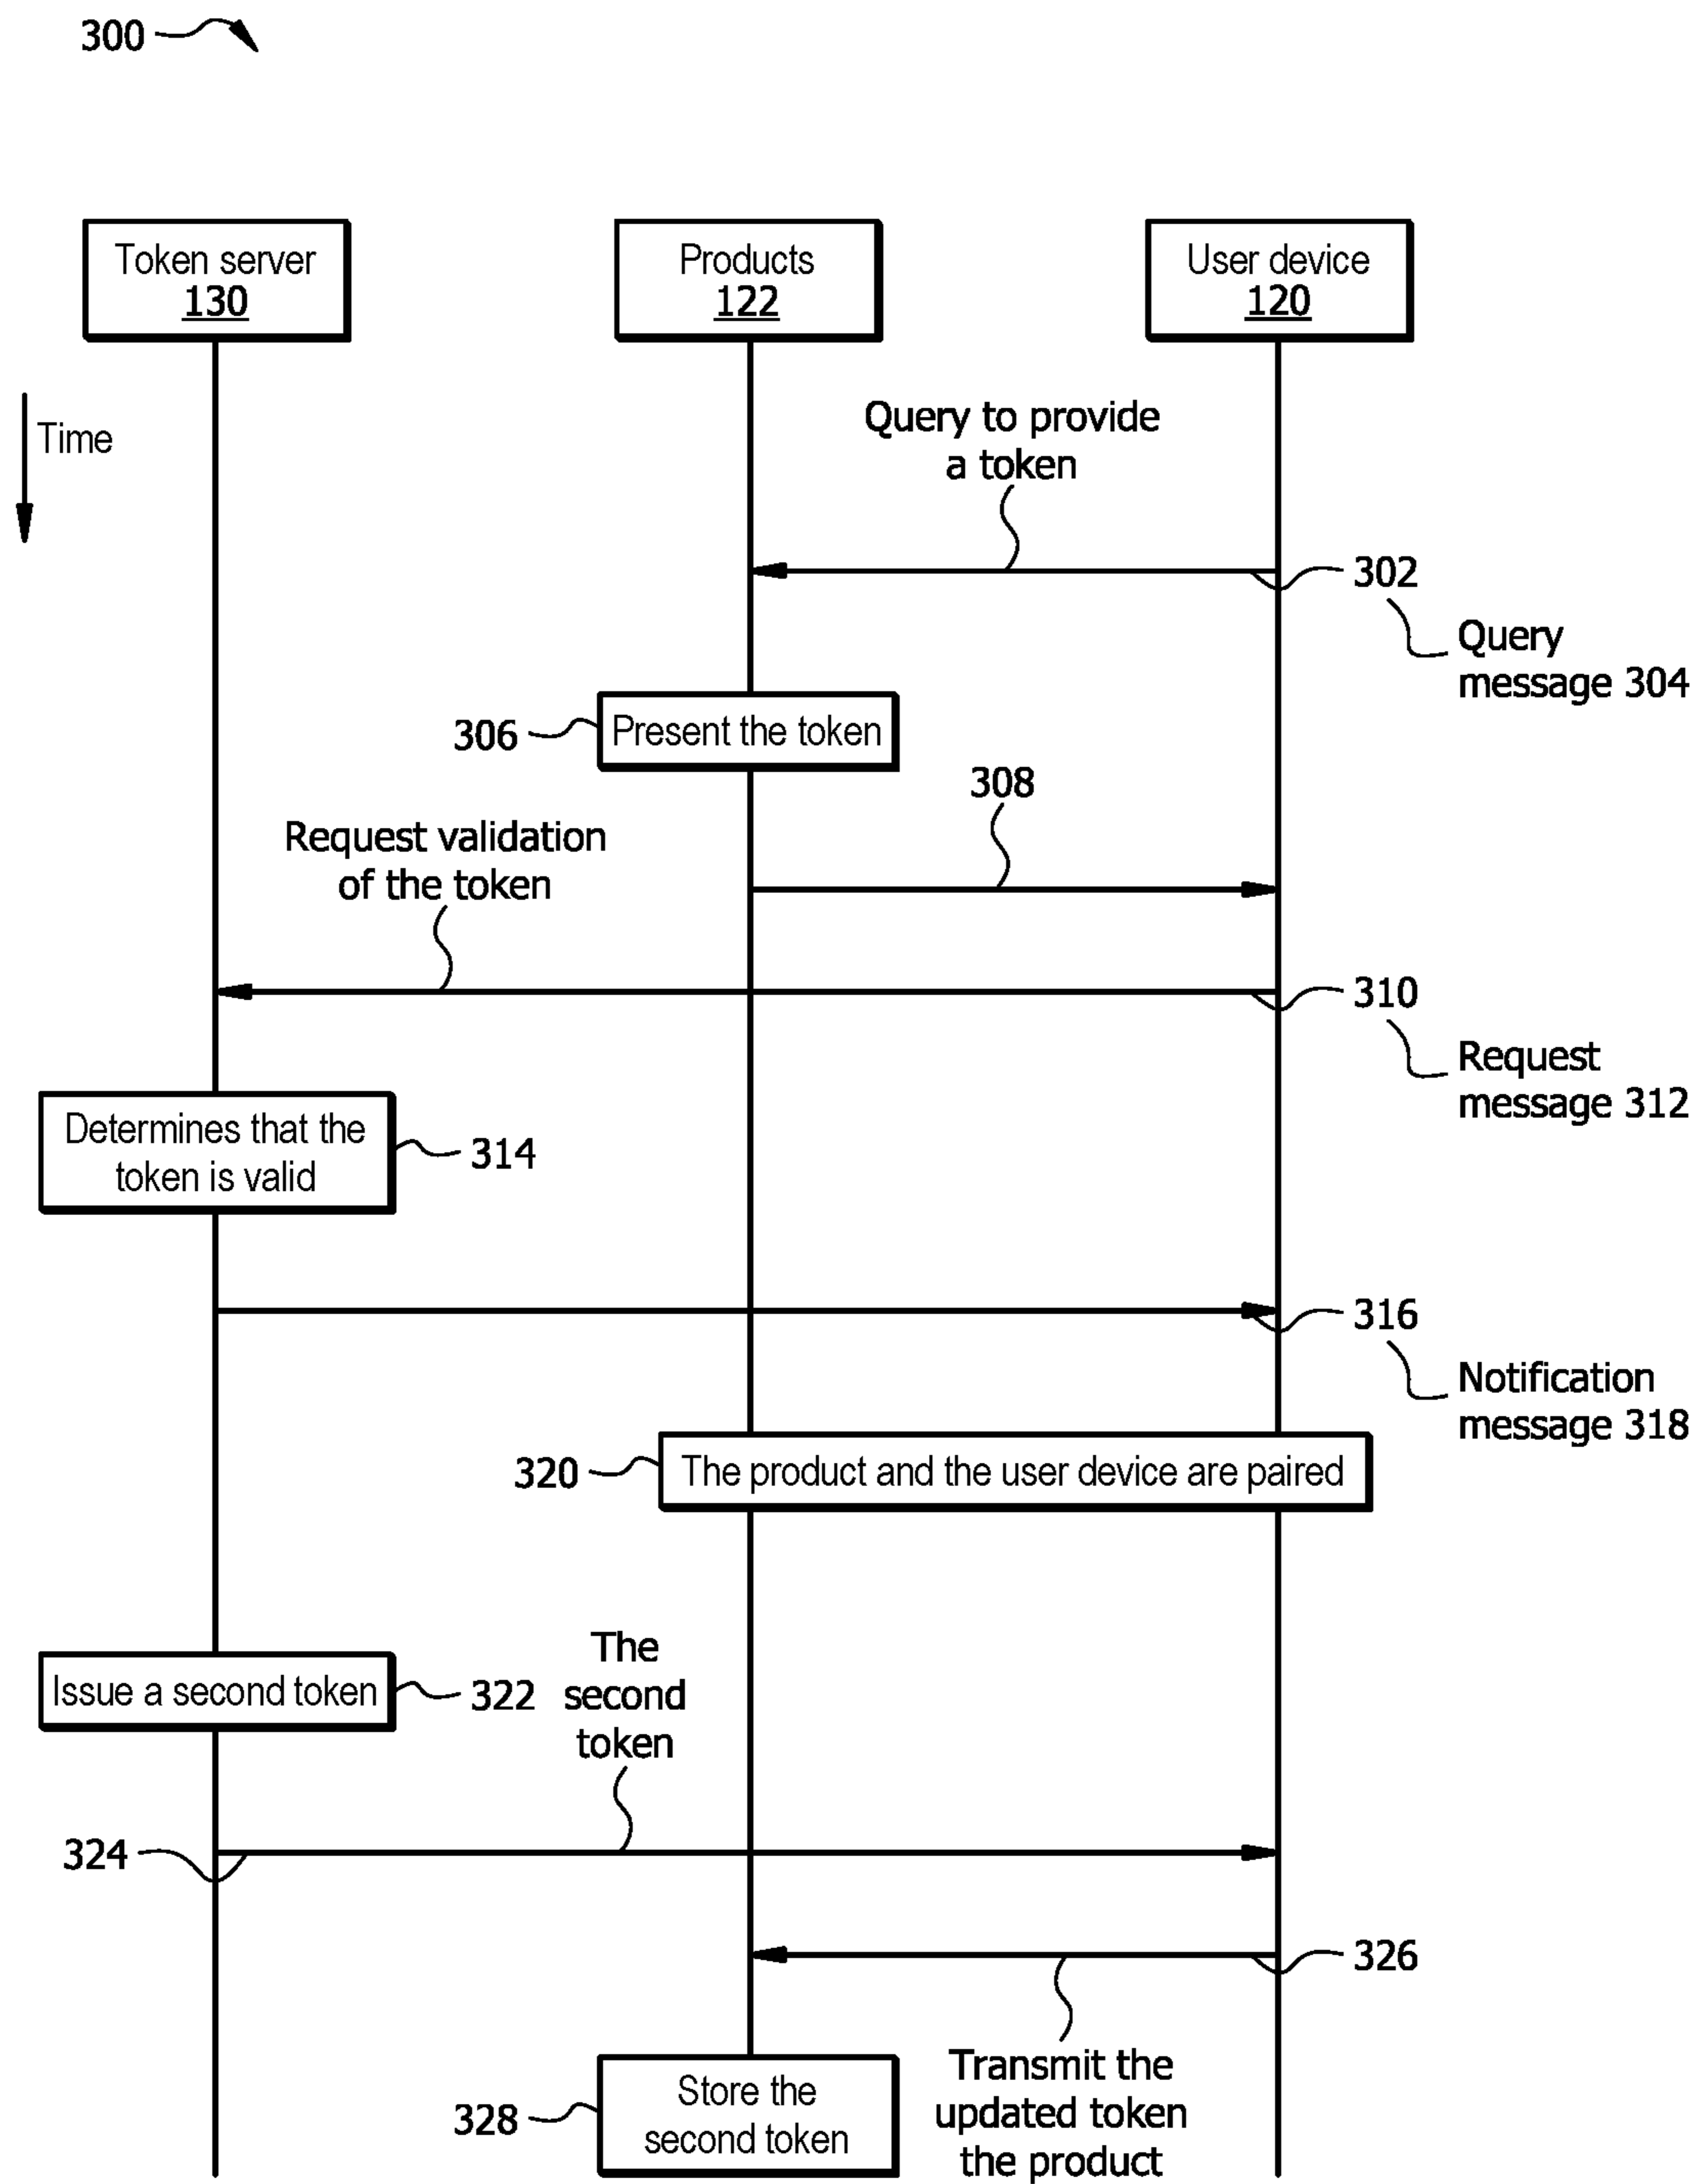 300
Token server
130
Products
122
User device
120
Time
Query to provide
a token
302
Query
message 304
306
Present the token
308
Request validation
of the token
310
Request
message 312
Determines that the
token is valid
314
316
Notification
message 318
320
The product and the user device are paired
Issue a second token
322
The
second
token
324
326
Transmit the
updated token
the product
328
Store the
second token